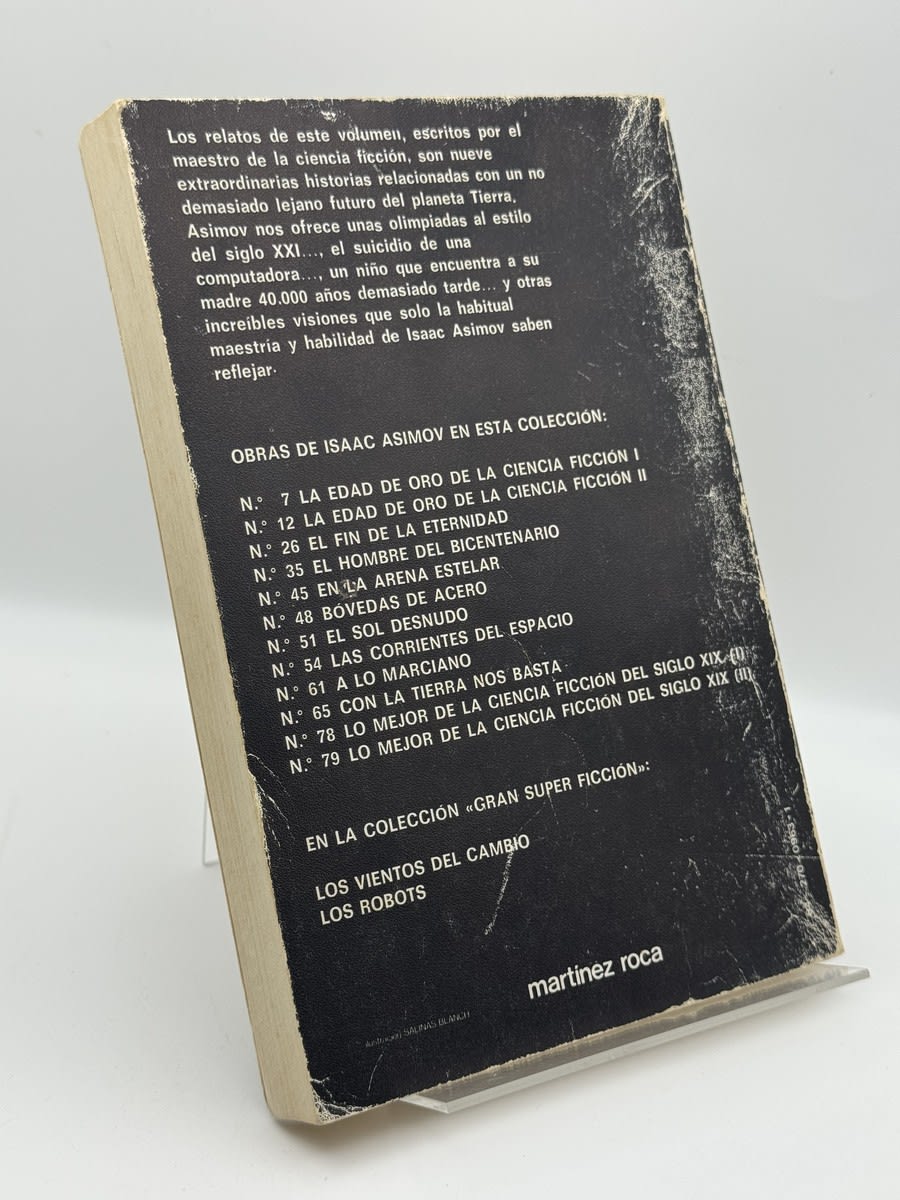 Los relatos de este volumen, escritos por el
maestro de la ciencia ficción, son nueve
extraordinarias historias relacionadas con un no
demasiado lejano futuro del planeta Tierra.
Asimov nos ofrece unas olimpiadas al estilo
del siglo XXI..., el suicidio de una
computadora..., un niño que encuentra a su
madre 40.000 años demasiado tarde... y otras
increíbles visiones que solo la habitual
maestría y habilidad de Isaac Asimov saben
reflejar.
OBRAS DE ISAAC ASIMOV EN ESTA COLECCIÓN:
N.° 7 LA EDAD DE ORO DE LA CIENCIA FICCIÓN I
N.° 12 LA EDAD DE ORO DE LA CIENCIA FICCIÓN II
N.° 26 EL FIN DE LA ETERNIDAD
N.° 35 EL HOMBRE DEL BICENTENARIO
N.° 45 EN LA ARENA ESTELAR
N.° 48 BÓVEDAS DE ACERO
N.° 51 EL SOL DESNUDO
N.° 54 LAS CORRIENTES DEL ESPACIO
N.° 61 A LO MARCIANO
N.° 65 CON LA TIERRA NOS BASTA
N.° 78 LO MEJOR DE LA CIENCIA FICCIÓN DEL SIGLO XIX (I)
N.° 79 LO MEJOR DE LA CIENCIA FICCIÓN DEL SIGLO XIX (II)
EN LA COLECCIÓN «GRAN SUPER FICCIÓN»:
LOS VIENTOS DEL CAMBIO
LOS ROBOTS
martínez roca
Ilustración SALINAS BLANCH